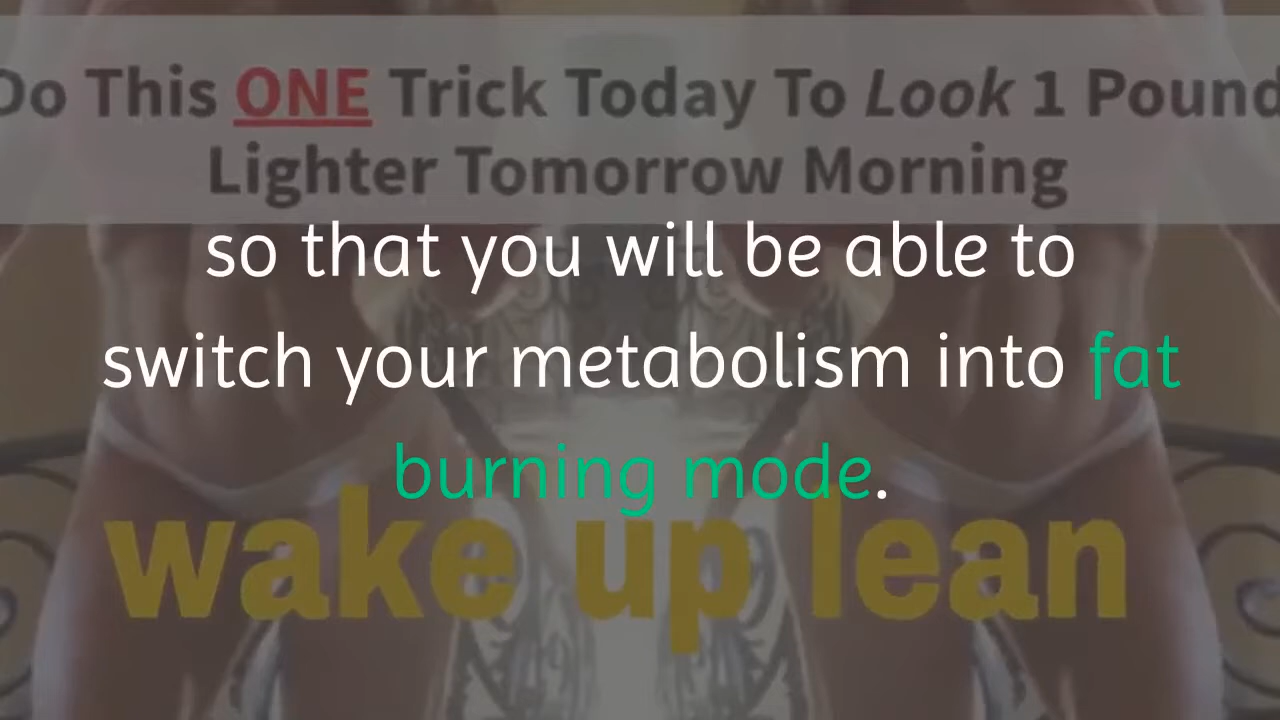 Do This ONE Trick Today To Look 1 Pound
Lighter Tomorrow Morning
so that you will be able to
switch your metabolism into fat
burning mode.
wake up lean